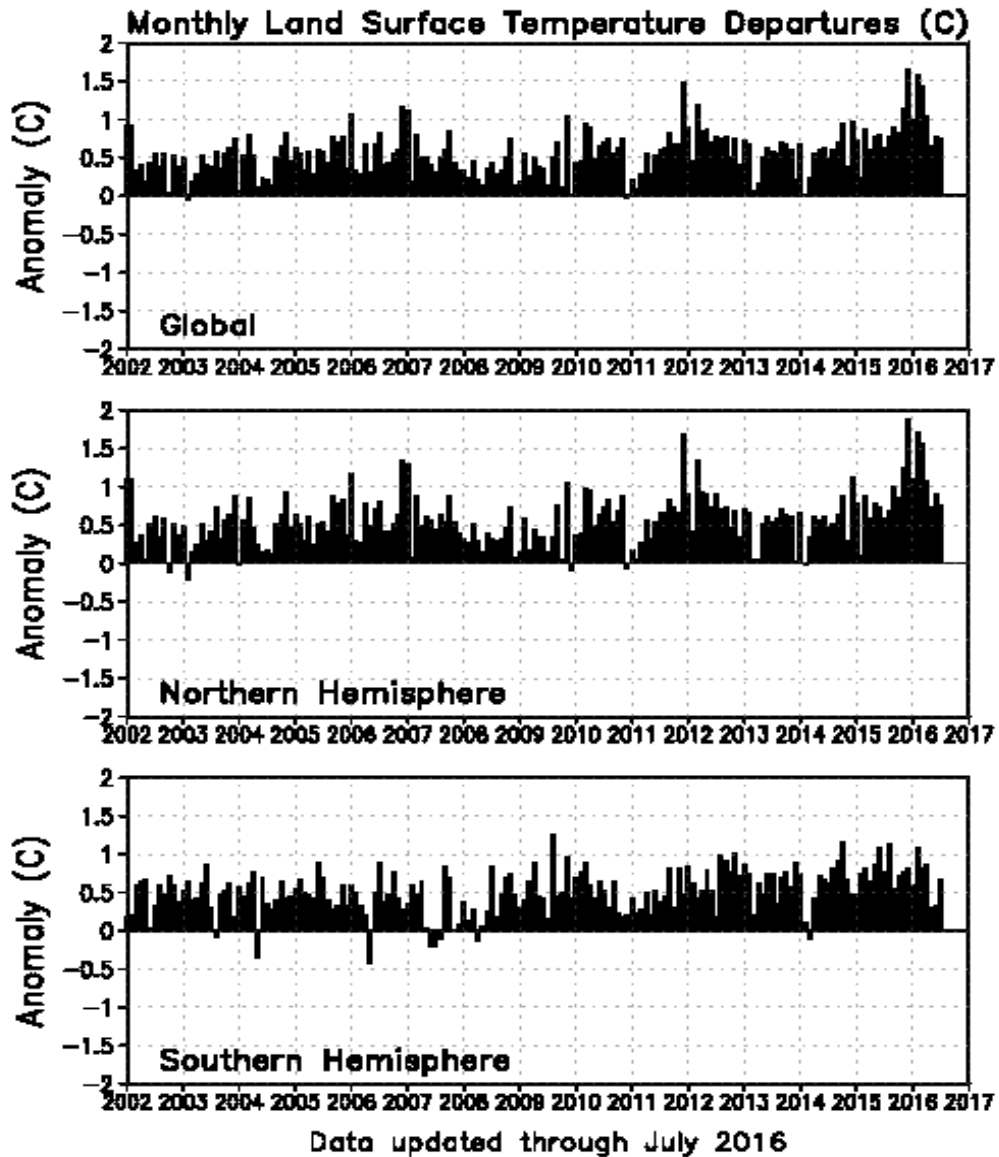 Monthly Land Surface Temperature Departures (C)
2
1.5
1
0.5
0
−0.5
−1
−1.5
−2
Anomaly (C)
Global
2002 2003 2004 2005 2006 2007 2008 2009 2010 2011 2012 2013 2014 2015 2016 2017
2
1.5
1
0.5
0
−0.5
−1
−1.5
−2
Anomaly (C)
Northern Hemisphere
2002 2003 2004 2005 2006 2007 2008 2009 2010 2011 2012 2013 2014 2015 2016 2017
2
1.5
1
0.5
0
−0.5
−1
−1.5
−2
Anomaly (C)
Southern Hemisphere
2002 2003 2004 2005 2006 2007 2008 2009 2010 2011 2012 2013 2014 2015 2016 2017
Data updated through July 2016